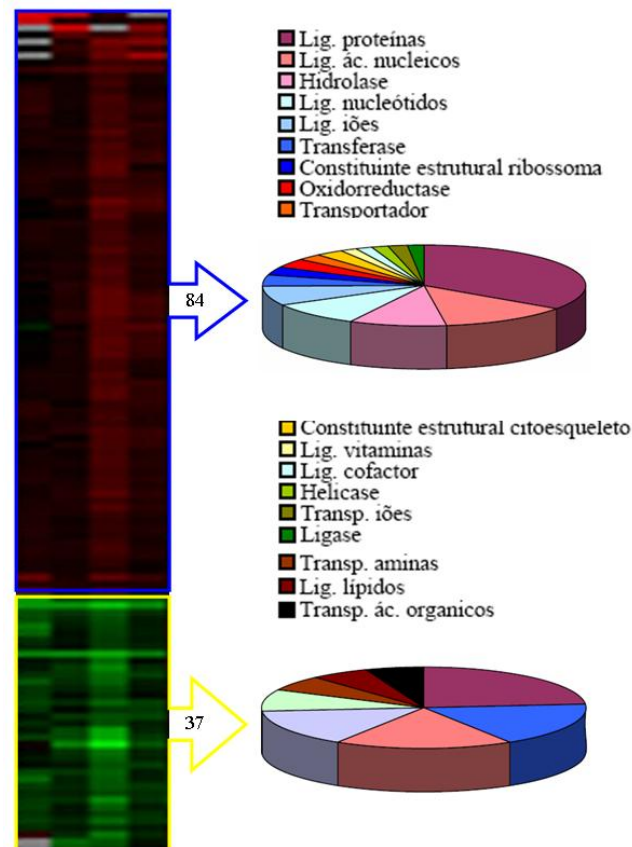 Lig. proteínas
Lig. ác. nucleicos
Hidrolase
Lig. nucleótidos
Lig. iões
Transferase
Constituinte estrutural ribossoma
Oxidorreductase
Transportador
84
Constituinte estrutural citoesqueleto
Lig. vitaminas
Lig. cofactor
Helicase
Transp. iões
Ligase
Transp. aminas
Lig. lípidos
Transp. ác. organicos
37